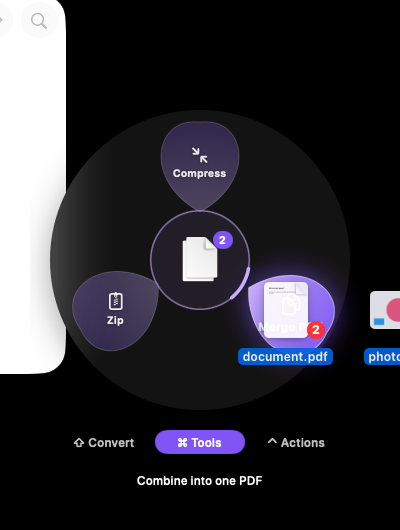 Compress
2
Zip
2
document.pdf
⇧ Convert
⌘ Tools
⌃ Actions
Combine into one PDF